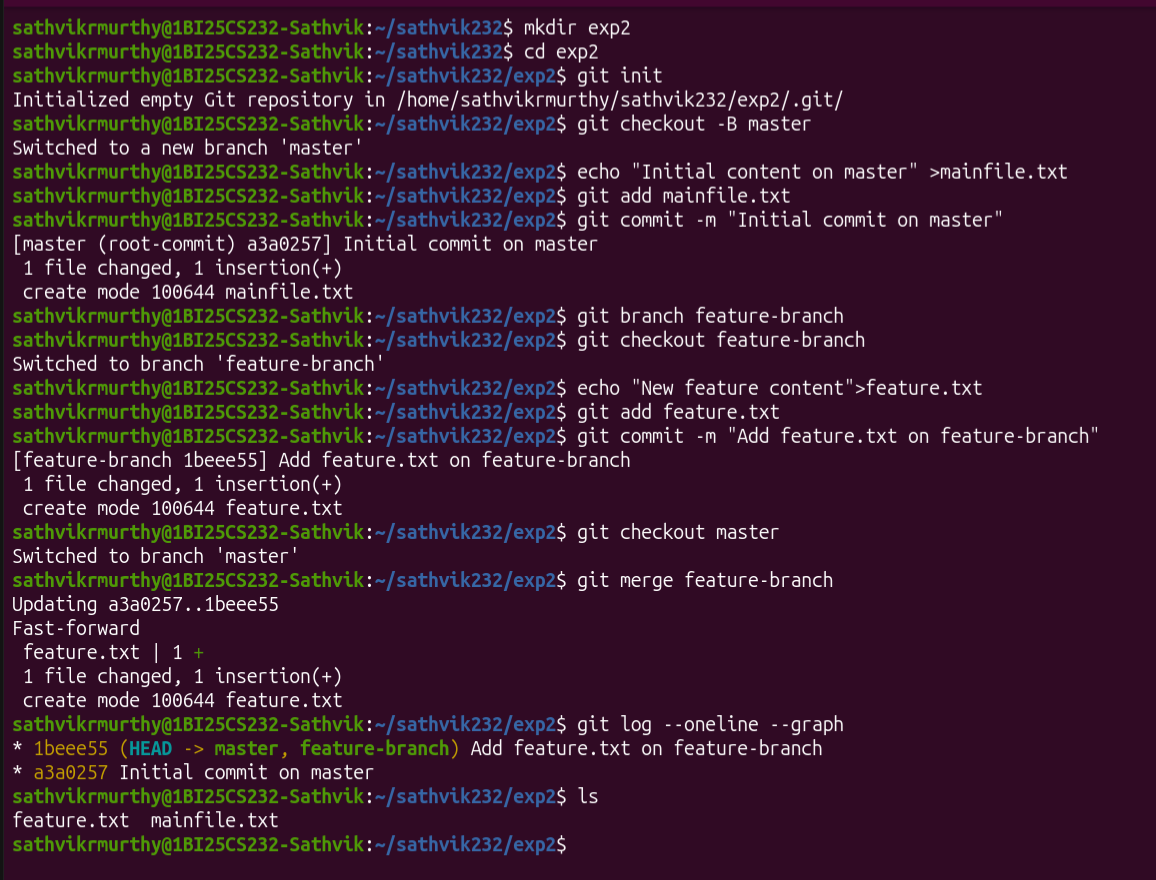 sathvikrmurthy@1BI25CS232-Sathvik:~/sathvik232$ mkdir exp2
sathvikrmurthy@1BI25CS232-Sathvik:~/sathvik232$ cd exp2
sathvikrmurthy@1BI25CS232-Sathvik:~/sathvik232/exp2$ git init
Initialized empty Git repository in /home/sathvikrmurthy/sathvik232/exp2/.git/
sathvikrmurthy@1BI25CS232-Sathvik:~/sathvik232/exp2$ git checkout -B master
Switched to a new branch 'master'
sathvikrmurthy@1BI25CS232-Sathvik:~/sathvik232/exp2$ echo "Initial content on master" >mainfile.txt
sathvikrmurthy@1BI25CS232-Sathvik:~/sathvik232/exp2$ git add mainfile.txt
sathvikrmurthy@1BI25CS232-Sathvik:~/sathvik232/exp2$ git commit -m "Initial commit on master"
[master (root-commit) a3a0257] Initial commit on master
 1 file changed, 1 insertion(+)
 create mode 100644 mainfile.txt
sathvikrmurthy@1BI25CS232-Sathvik:~/sathvik232/exp2$ git branch feature-branch
sathvikrmurthy@1BI25CS232-Sathvik:~/sathvik232/exp2$ git checkout feature-branch
Switched to branch 'feature-branch'
sathvikrmurthy@1BI25CS232-Sathvik:~/sathvik232/exp2$ echo "New feature content">feature.txt
sathvikrmurthy@1BI25CS232-Sathvik:~/sathvik232/exp2$ git add feature.txt
sathvikrmurthy@1BI25CS232-Sathvik:~/sathvik232/exp2$ git commit -m "Add feature.txt on feature-branch"
[feature-branch 1beee55] Add feature.txt on feature-branch
 1 file changed, 1 insertion(+)
 create mode 100644 feature.txt
sathvikrmurthy@1BI25CS232-Sathvik:~/sathvik232/exp2$ git checkout master
Switched to branch 'master'
sathvikrmurthy@1BI25CS232-Sathvik:~/sathvik232/exp2$ git merge feature-branch
Updating a3a0257..1beee55
Fast-forward
 feature.txt | 1 +
 1 file changed, 1 insertion(+)
 create mode 100644 feature.txt
sathvikrmurthy@1BI25CS232-Sathvik:~/sathvik232/exp2$ git log --oneline --graph
* 1beee55 (HEAD -> master, feature-branch) Add feature.txt on feature-branch
* a3a0257 Initial commit on master
sathvikrmurthy@1BI25CS232-Sathvik:~/sathvik232/exp2$ ls
feature.txt  mainfile.txt
sathvikrmurthy@1BI25CS232-Sathvik:~/sathvik232/exp2$